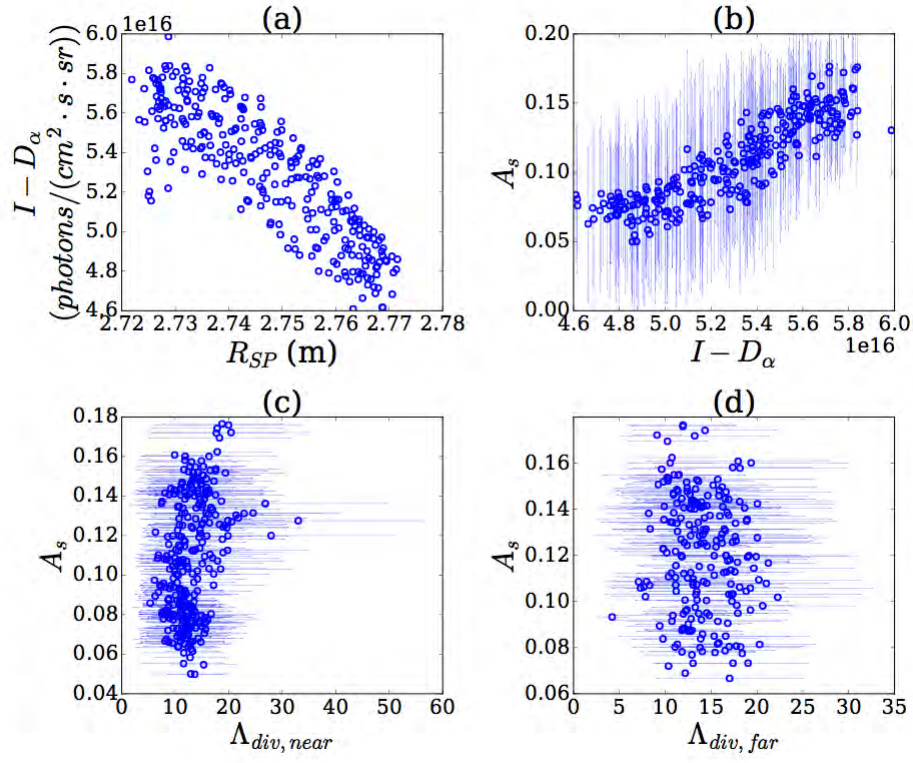 (a)
1e16
6.0
5.8
5.6
5.4
5.2
5.0
4.8
4.6
I − Dα
(photons/(cm² · s · sr)
2.72 2.73 2.74 2.75 2.76 2.77 2.78
R_SP (m)
(b)
0.20
0.15
0.10
0.05
0.00
A_s
4.6 4.8 5.0 5.2 5.4 5.6 5.8 6.0
1e16
I − Dα
(c)
0.18
0.16
0.14
0.12
0.10
0.08
0.06
0.04
A_s
0 10 20 30 40 50 60
Λ_div,near
(d)
0.16
0.14
0.12
0.10
0.08
0.06
A_s
0 5 10 15 20 25 30 35
Λ_div,far